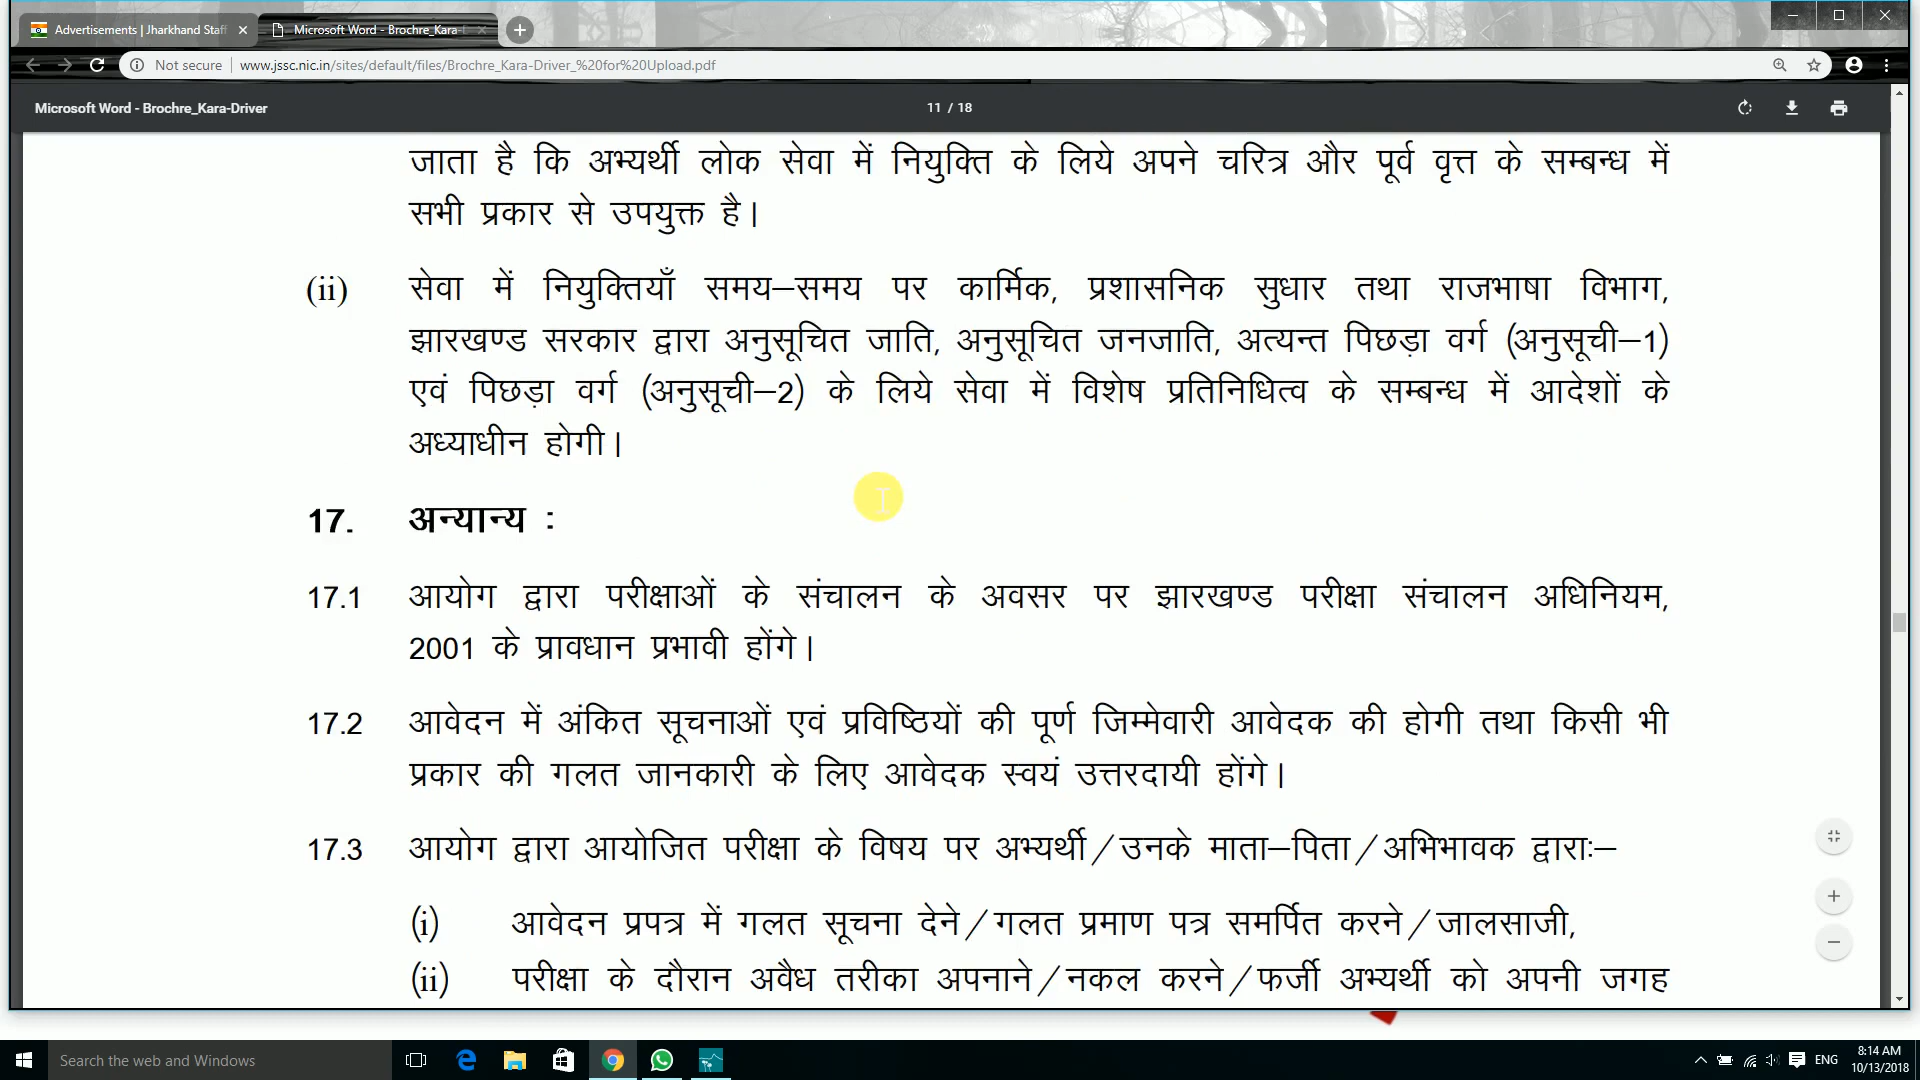 Advertisements | Jharkhand Staff
Microsoft Word - Brochre_Kara-
Not secure
www.jssc.nic.in/sites/default/files/Brochre_Kara-Driver_%20for%20Upload.pdf
Microsoft Word - Brochre_Kara-Driver
11 / 18
जाता है कि अभ्यर्थी लोक सेवा में नियुक्ति के लिये अपने चरित्र और पूर्व वृत्त के सम्बन्ध में
सभी प्रकार से उपयुक्त है।
(ii) सेवा में नियुक्तियाँ समय–समय पर कार्मिक, प्रशासनिक सुधार तथा राजभाषा विभाग,
झारखण्ड सरकार द्वारा अनुसूचित जाति, अनुसूचित जनजाति, अत्यन्त पिछड़ा वर्ग (अनुसूची–1)
एवं पिछड़ा वर्ग (अनुसूची–2) के लिये सेवा में विशेष प्रतिनिधित्व के सम्बन्ध में आदेशों के
अध्याधीन होगी।
17. अन्यान्य :
17.1 आयोग द्वारा परीक्षाओं के संचालन के अवसर पर झारखण्ड परीक्षा संचालन अधिनियम,
2001 के प्रावधान प्रभावी होंगे।
17.2 आवेदन में अंकित सूचनाओं एवं प्रविष्ठियों की पूर्ण जिम्मेवारी आवेदक की होगी तथा किसी भी
प्रकार की गलत जानकारी के लिए आवेदक स्वयं उत्तरदायी होंगे।
17.3 आयोग द्वारा आयोजित परीक्षा के विषय पर अभ्यर्थी/उनके माता–पिता/अभिभावक द्वाराः–
(i) आवेदन प्रपत्र में गलत सूचना देने/गलत प्रमाण पत्र समर्पित करने/जालसाजी,
(ii) परीक्षा के दौरान अवैध तरीका अपनाने/नकल करने/फर्जी अभ्यर्थी को अपनी जगह
Search the web and Windows
ENG
8:14 AM
10/13/2018